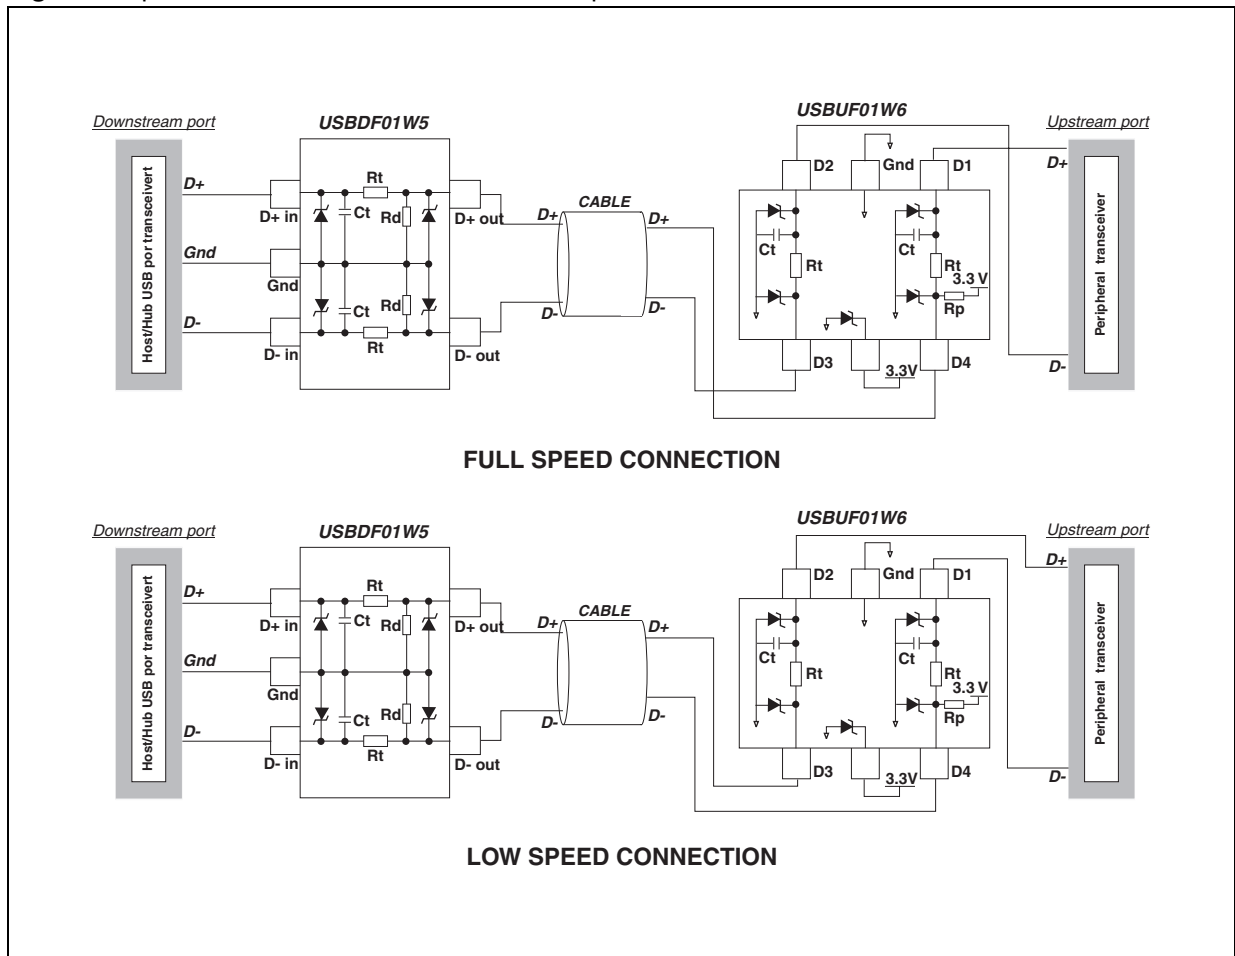 Downstream port
USBDF01W5
USBUF01W6
Upstream port
D+
D+ in
Rt
Ct
Rd
D+ out
D+
CABLE
D+
D2
Gnd
D1
D+
Gnd
Gnd
Ct
Rt
Ct
Rt
3.3 V
Rp
D-
D- in
Ct
Rd
Rt
D- out
D-
D-
D3
3.3V
D4
D-
Host/Hub USB por transceivert
Peripheral transceiver
FULL SPEED CONNECTION
Downstream port
USBDF01W5
USBUF01W6
Upstream port
D+
D+ in
Rt
Ct
Rd
D+ out
D+
CABLE
D+
D2
Gnd
D1
D+
Gnd
Gnd
Ct
Rt
Ct
Rt
3.3 V
Rp
D-
D- in
Ct
Rd
Rt
D- out
D-
D-
D3
3.3V
D4
D-
Host/Hub USB por transceivert
Peripheral transceiver
LOW SPEED CONNECTION